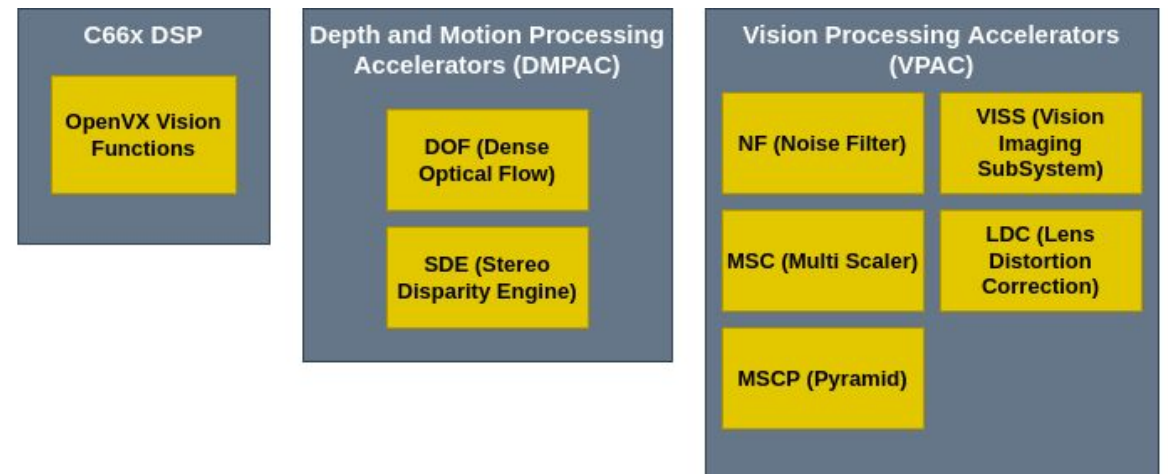 C66x DSP
OpenVX Vision
Functions
Depth and Motion Processing
Accelerators (DMPAC)
DOF (Dense
Optical Flow)
SDE (Stereo
Disparity Engine)
Vision Processing Accelerators
(VPAC)
NF (Noise Filter)
VISS (Vision
Imaging
SubSystem)
MSC (Multi Scaler)
LDC (Lens
Distortion
Correction)
MSCP (Pyramid)